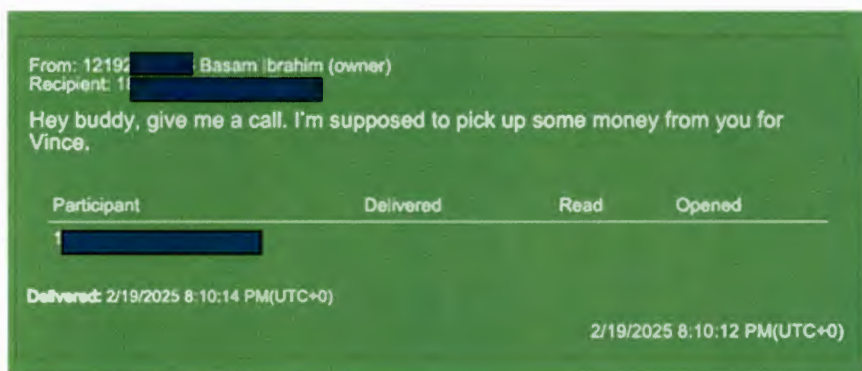 From: 12192 Basam Ibrahim (owner)
Recipient: 1
Hey buddy, give me a call. I'm supposed to pick up some money from you for
Vince.
Participant Delivered Read Opened
Delivered: 2/19/2025 8:10:14 PM(UTC+0)
2/19/2025 8:10:12 PM(UTC+0)